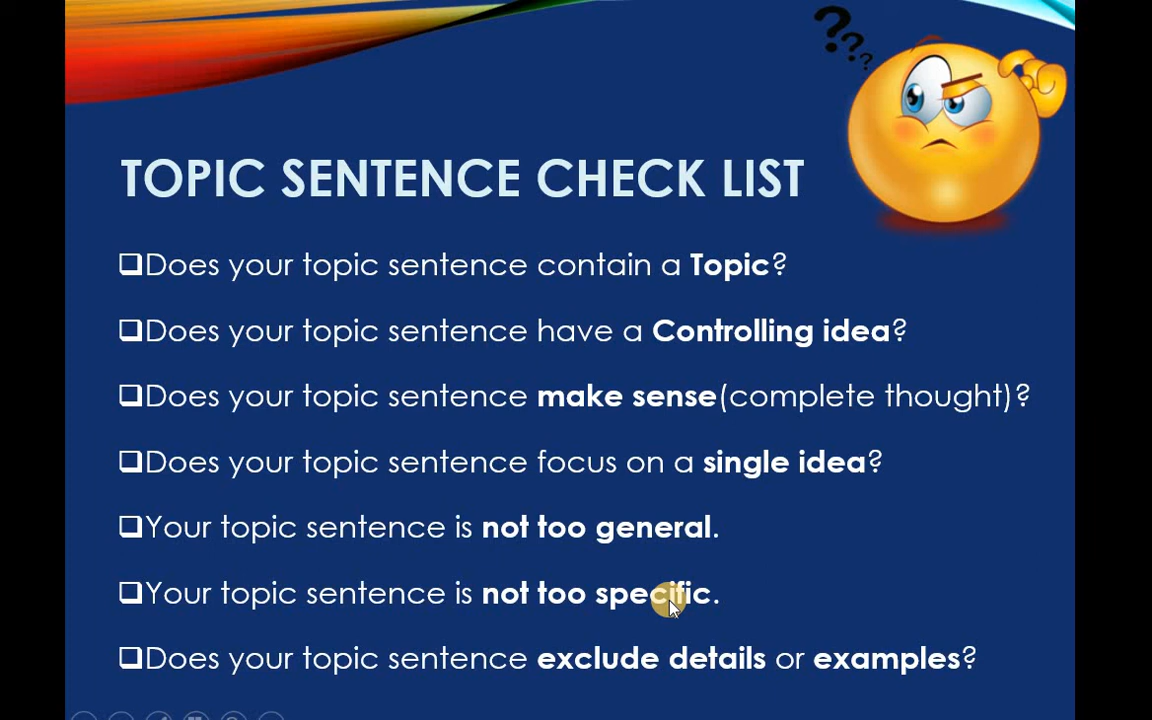 ???
TOPIC SENTENCE CHECK LIST
❑Does your topic sentence contain a Topic?
❑Does your topic sentence have a Controlling idea?
❑Does your topic sentence make sense(complete thought)?
❑Does your topic sentence focus on a single idea?
❑Your topic sentence is not too general.
❑Your topic sentence is not too specific.
❑Does your topic sentence exclude details or examples?